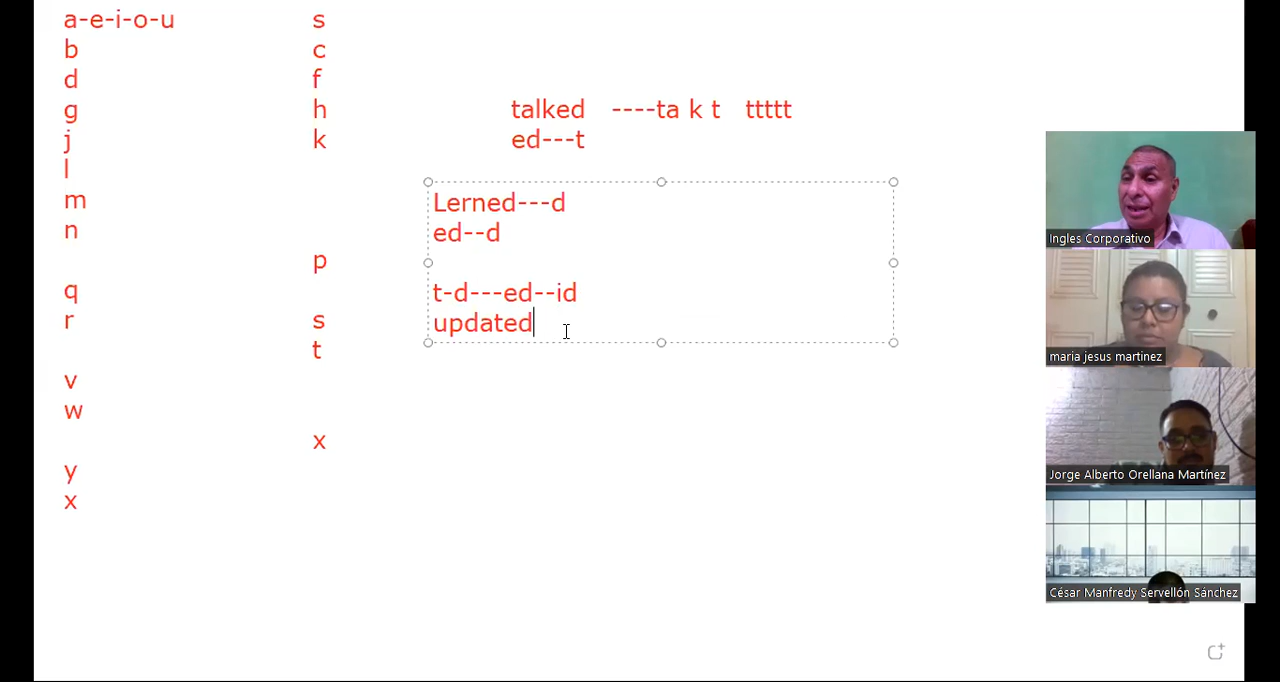 a-e-i-o-u
b
d
g
j
l
m
n
q
r
v
w
y
x
s
c
f
h
k
p
s
t
x
talked ----ta k t ttttt
ed---t
Lerned---d
ed--d
t-d---ed--id
updated
Ingles Corporativo
maria jesus martinez
Jorge Alberto Orellana Martínez
César Manfredy Servellón Sánchez